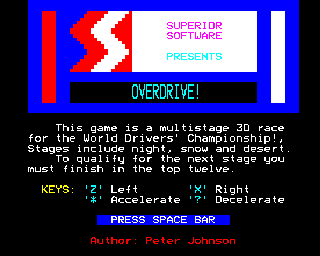 SUPERIOR
SOFTWARE
PRESENTS
OVERDRIVE!
This game is a multistage 3D race
for the World Drivers' Championship!,
Stages include night, snow and desert.
To qualify for the next stage you
must finish in the top twelve.
KEYS: 'Z' Left 'X' Right
'*' Accelerate '?' Decelerate
PRESS SPACE BAR
Author: Peter Johnson